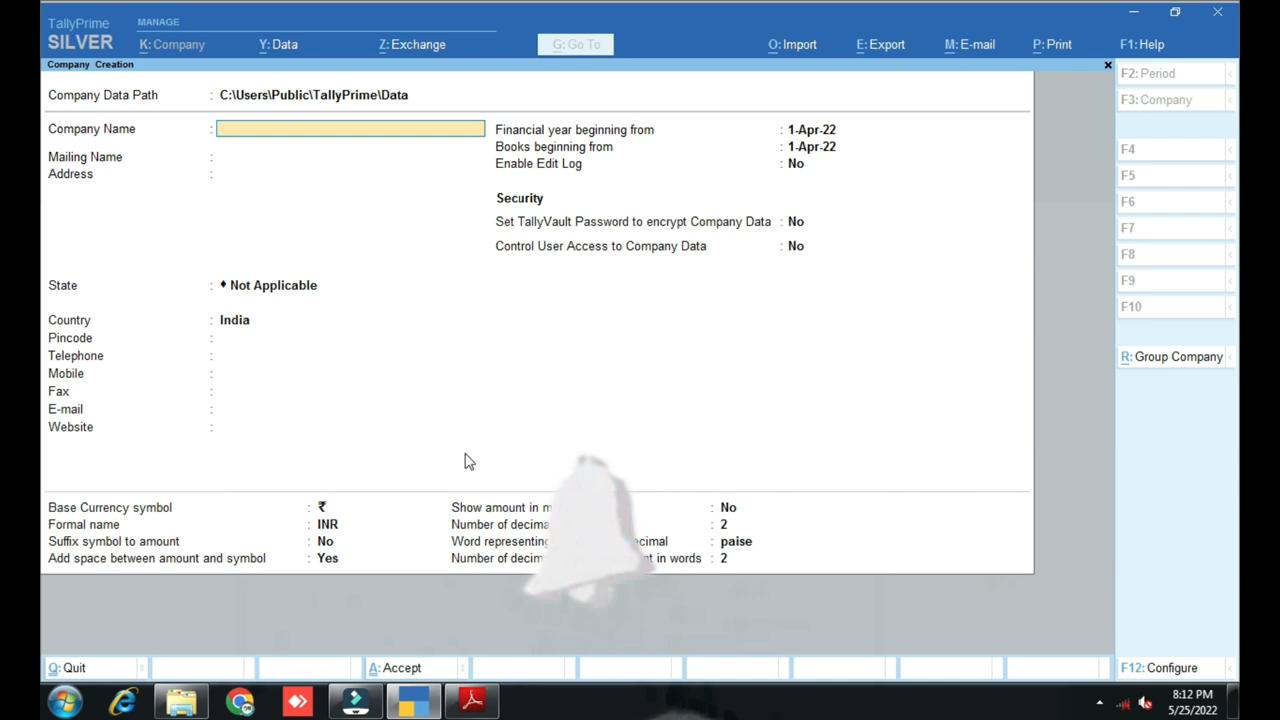 TallyPrime
SILVER
MANAGE
K: Company
Y: Data
Z: Exchange
G: Go To
O: Import
E: Export
M: E-mail
P: Print
F1: Help
Company Creation
Company Data Path : C:\Users\Public\TallyPrime\Data
Company Name :
Mailing Name :
Address :
State : ♦ Not Applicable
Country : India
Pincode :
Telephone :
Mobile :
Fax :
E-mail :
Website :
Financial year beginning from : 1-Apr-22
Books beginning from : 1-Apr-22
Enable Edit Log : No
Security
Set TallyVault Password to encrypt Company Data : No
Control User Access to Company Data : No
Base Currency symbol : ₹
Formal name : INR
Suffix symbol to amount : No
Add space between amount and symbol : Yes
Show amount in : No
Number of : 2
Word representing : paise
Number of in words : 2
F2: Period
F3: Company
F4
F5
F6
F7
F8
F9
F10
R: Group Company
F12: Configure
Q: Quit
A: Accept
8:12 PM
5/25/2022